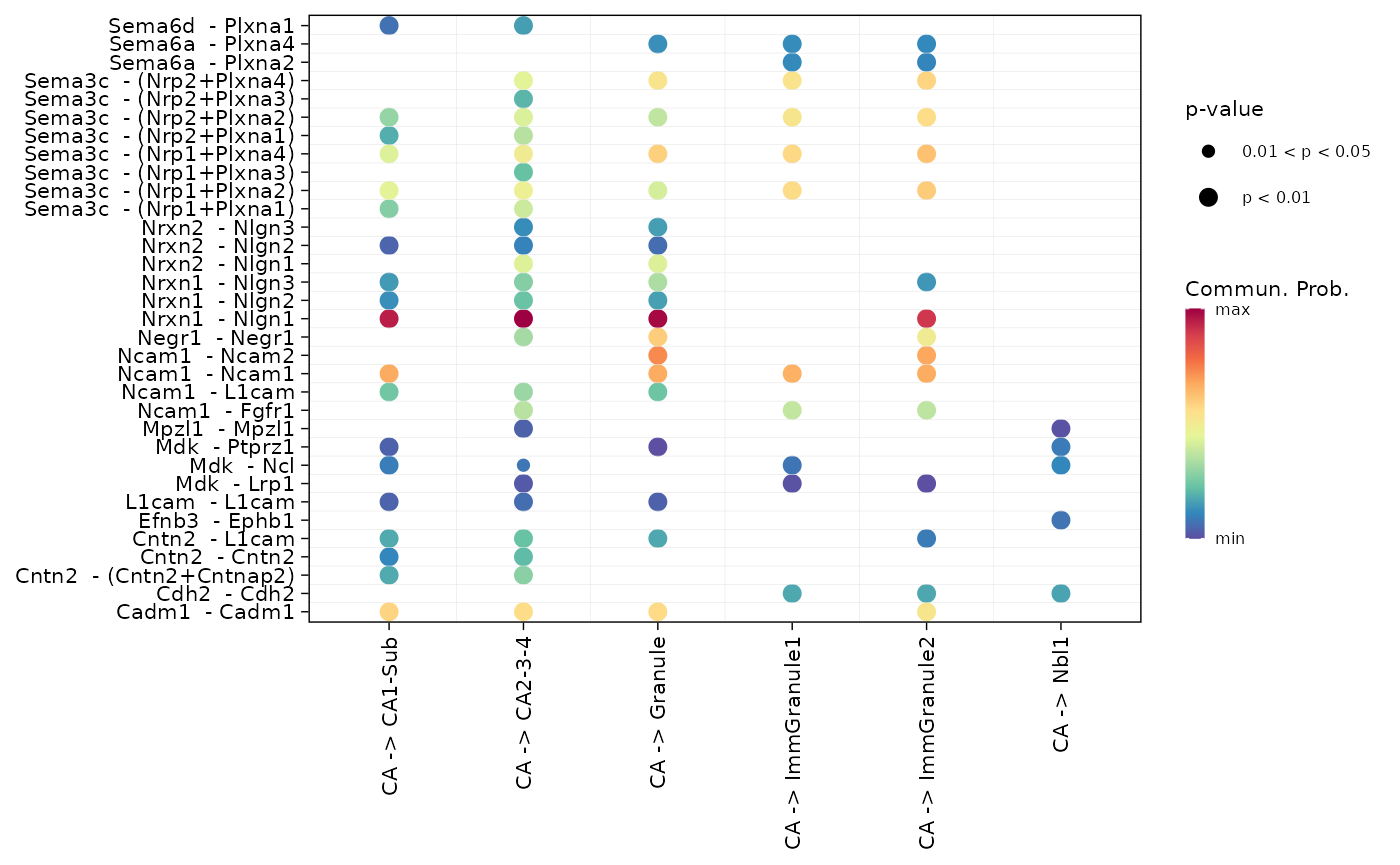 Sema6d - Plxna1
Sema6a - Plxna4
Sema6a - Plxna2
Sema3c - (Nrp2+Plxna4)
Sema3c - (Nrp2+Plxna3)
Sema3c - (Nrp2+Plxna2)
Sema3c - (Nrp2+Plxna1)
Sema3c - (Nrp1+Plxna4)
Sema3c - (Nrp1+Plxna3)
Sema3c - (Nrp1+Plxna2)
Sema3c - (Nrp1+Plxna1)
Nrxn2 - Nlgn3
Nrxn2 - Nlgn2
Nrxn2 - Nlgn1
Nrxn1 - Nlgn3
Nrxn1 - Nlgn2
Nrxn1 - Nlgn1
Negr1 - Negr1
Ncam1 - Ncam2
Ncam1 - Ncam1
Ncam1 - L1cam
Ncam1 - Fgfr1
Mpzl1 - Mpzl1
Mdk - Ptprz1
Mdk - Ncl
Mdk - Lrp1
L1cam - L1cam
Efnb3 - Ephb1
Cntn2 - L1cam
Cntn2 - Cntn2
Cntn2 - (Cntn2+Cntnap2)
Cdh2 - Cdh2
Cadm1 - Cadm1
CA -> CA1-Sub
CA -> CA2-3-4
CA -> Granule
CA -> ImmGranule1
CA -> ImmGranule2
CA -> Nbl1
p-value
0.01 < p < 0.05
p < 0.01
Commun. Prob.
max
min